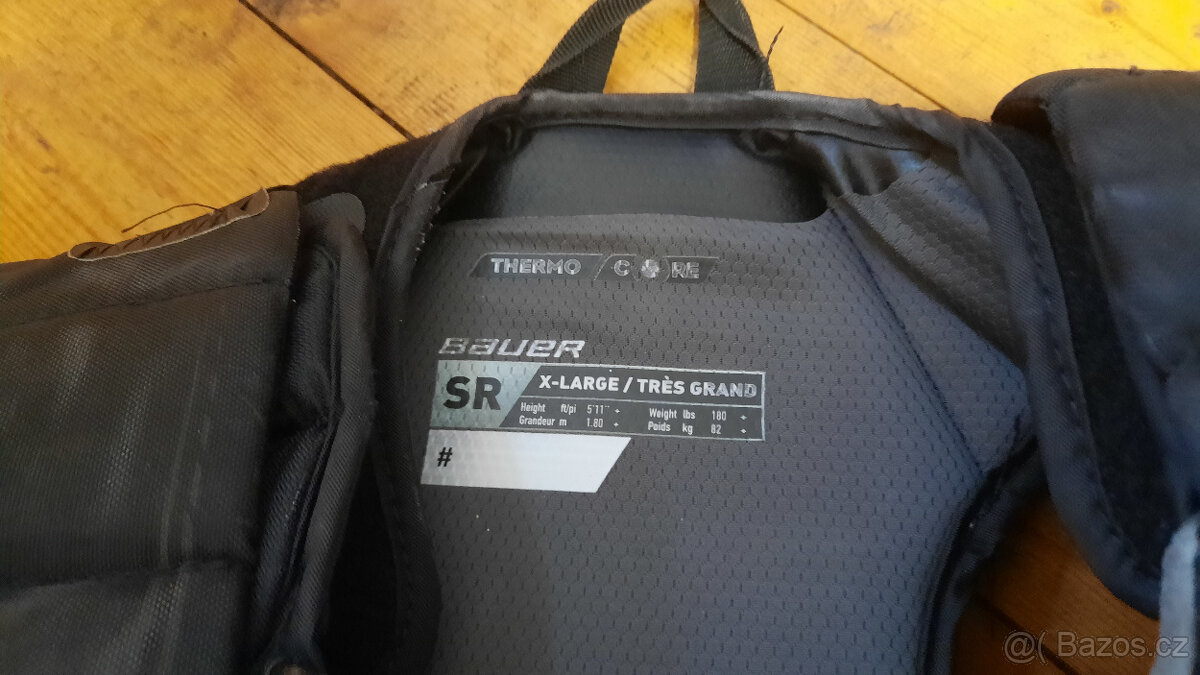 THERMO / CORE
BAUER
SR X-LARGE / TRÈS GRAND
Height ft/pi 5'11" + Weight lbs 180 +
Grandeur m 1.80 + Poids kg 82 +
#
@( Bazos.cz